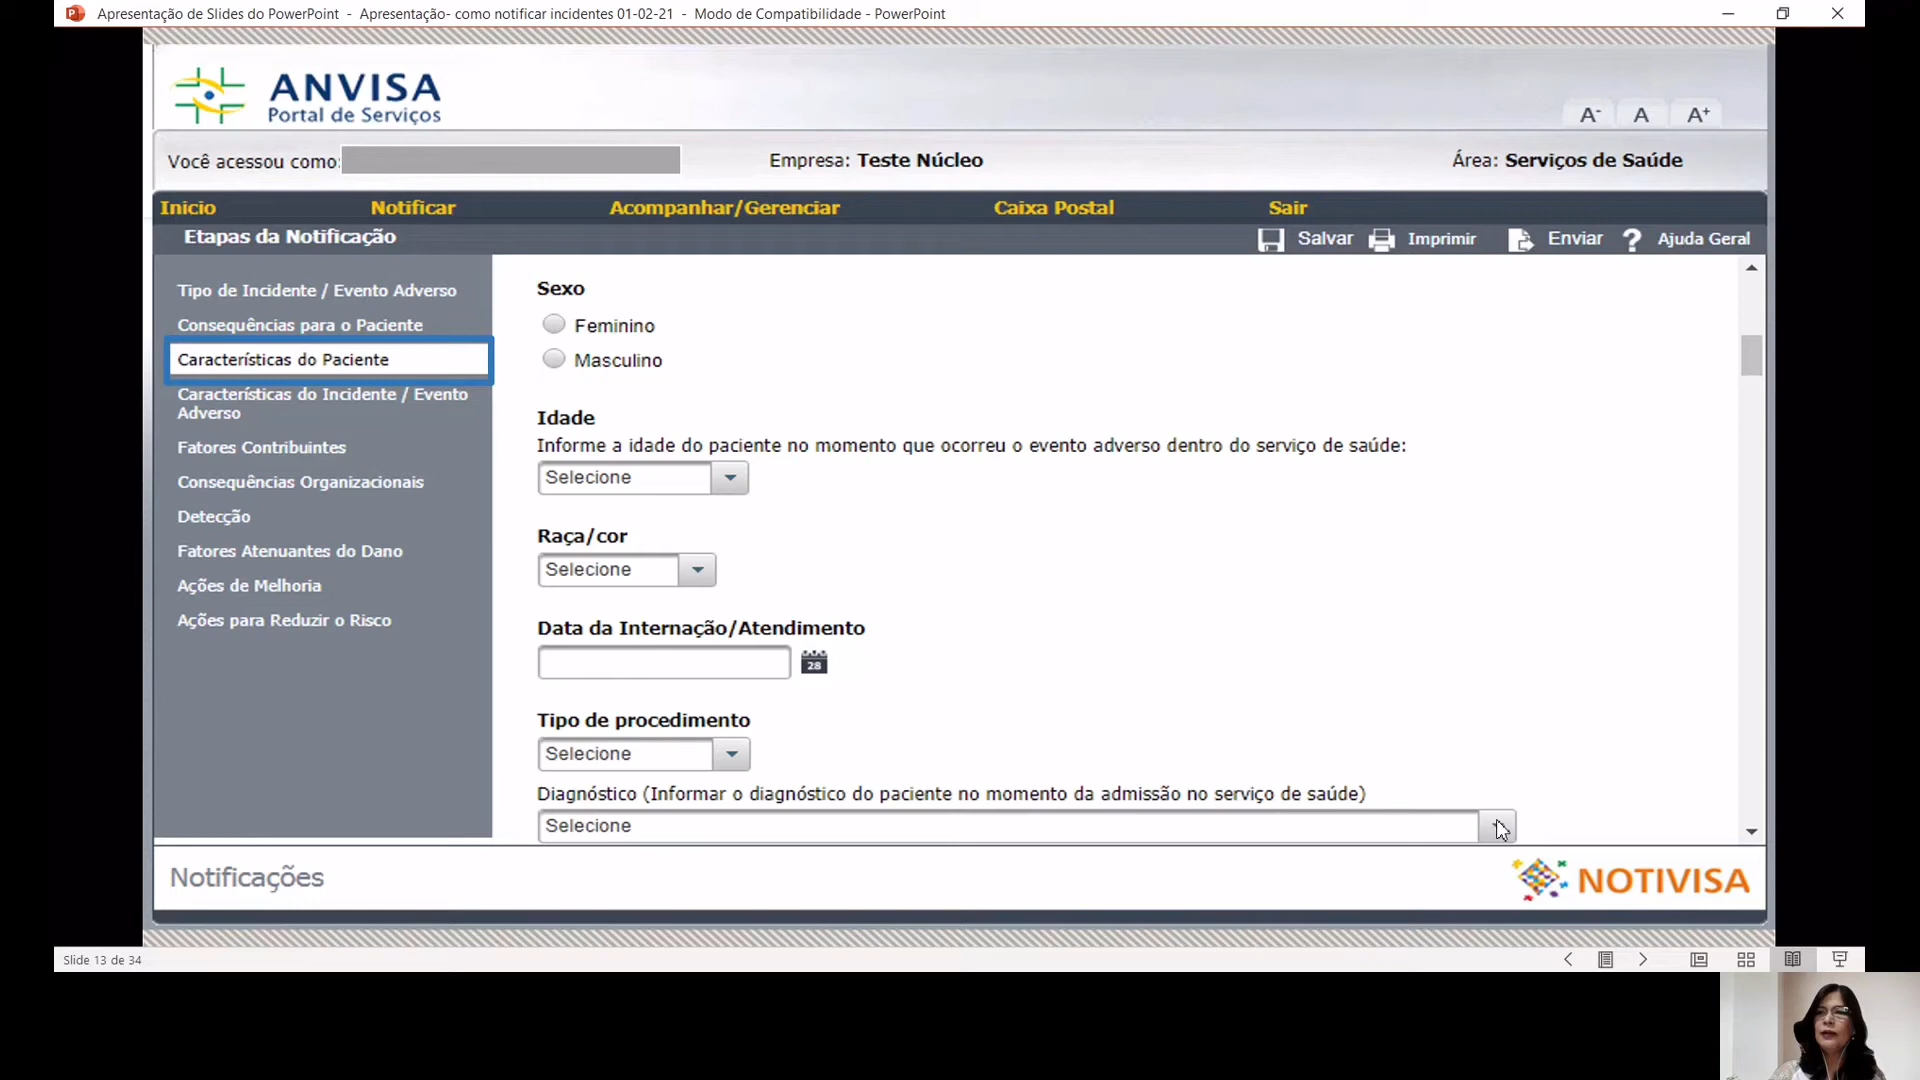 Apresentação de Slides do PowerPoint - Apresentação- como notificar incidentes 01-02-21 - Modo de Compatibilidade - PowerPoint
ANVISA
Portal de Serviços
A- A A+
Você acessou como: Empresa: Teste Núcleo Área: Serviços de Saúde
Inicio Notificar Acompanhar/Gerenciar Caixa Postal Sair
Etapas da Notificação Salvar Imprimir Enviar ? Ajuda Geral
Tipo de Incidente / Evento Adverso
Consequências para o Paciente
Características do Paciente
Características do Incidente / Evento
Adverso
Fatores Contribuintes
Consequências Organizacionais
Detecção
Fatores Atenuantes do Dano
Ações de Melhoria
Ações para Reduzir o Risco
Sexo
Feminino
Masculino
Idade
Informe a idade do paciente no momento que ocorreu o evento adverso dentro do serviço de saúde:
Selecione
Raça/cor
Selecione
Data da Internação/Atendimento
28
Tipo de procedimento
Selecione
Diagnóstico (Informar o diagnóstico do paciente no momento da admissão no serviço de saúde)
Selecione
Notificações
NOTIVISA
Slide 13 de 34